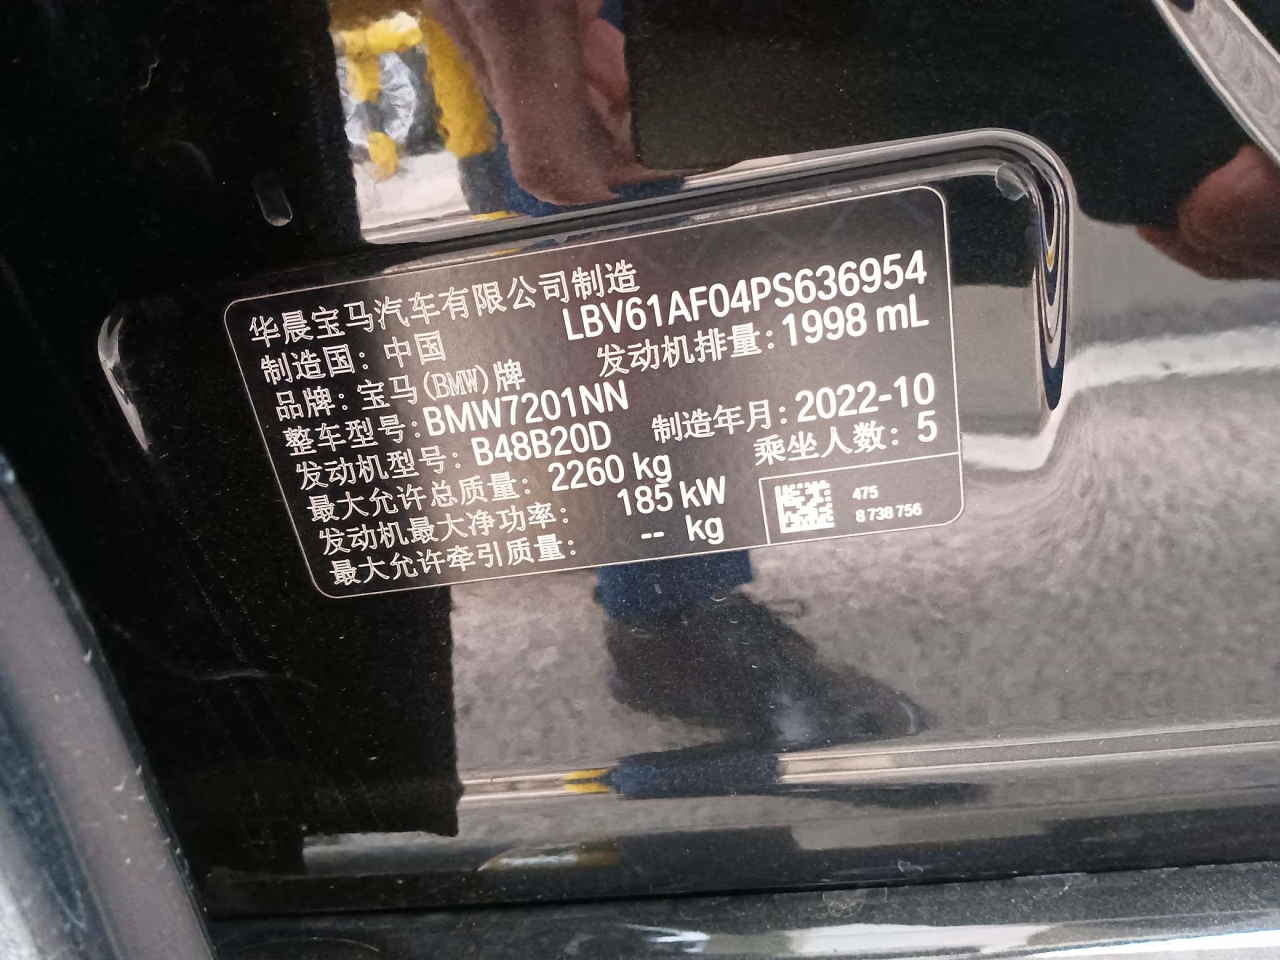 华晨宝马汽车有限公司制造
制造国：中国 LBV61AF04PS636954
品牌：宝马(BMW)牌 发动机排量：1998 mL
整车型号：BMW7201NN
发动机型号：B48B20D 制造年月：2022-10
最大允许总质量：2260 kg 乘坐人数：5
发动机最大净功率：185 kW
最大允许牵引质量：-- kg
475
8 738 756